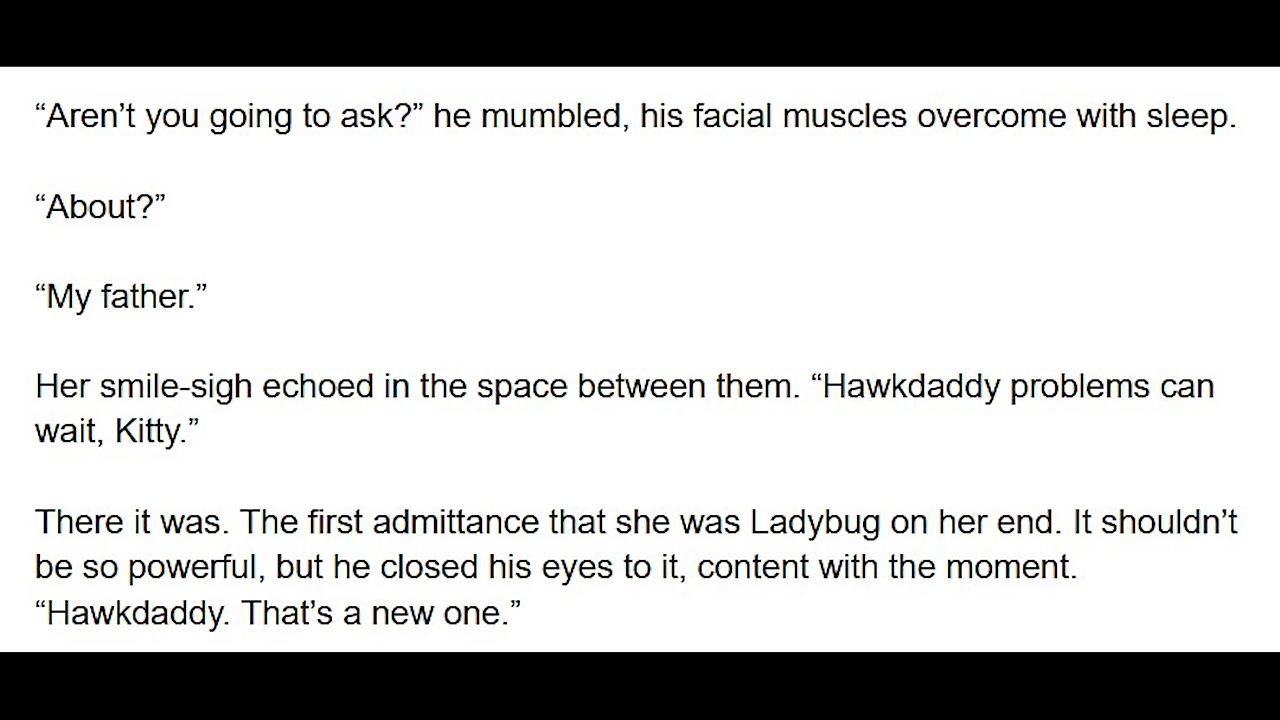 “Aren’t you going to ask?” he mumbled, his facial muscles overcome with sleep.
“About?”
“My father.”
Her smile-sigh echoed in the space between them. “Hawkdaddy problems can
wait, Kitty.”
There it was. The first admittance that she was Ladybug on her end. It shouldn’t
be so powerful, but he closed his eyes to it, content with the moment.
“Hawkdaddy. That’s a new one.”